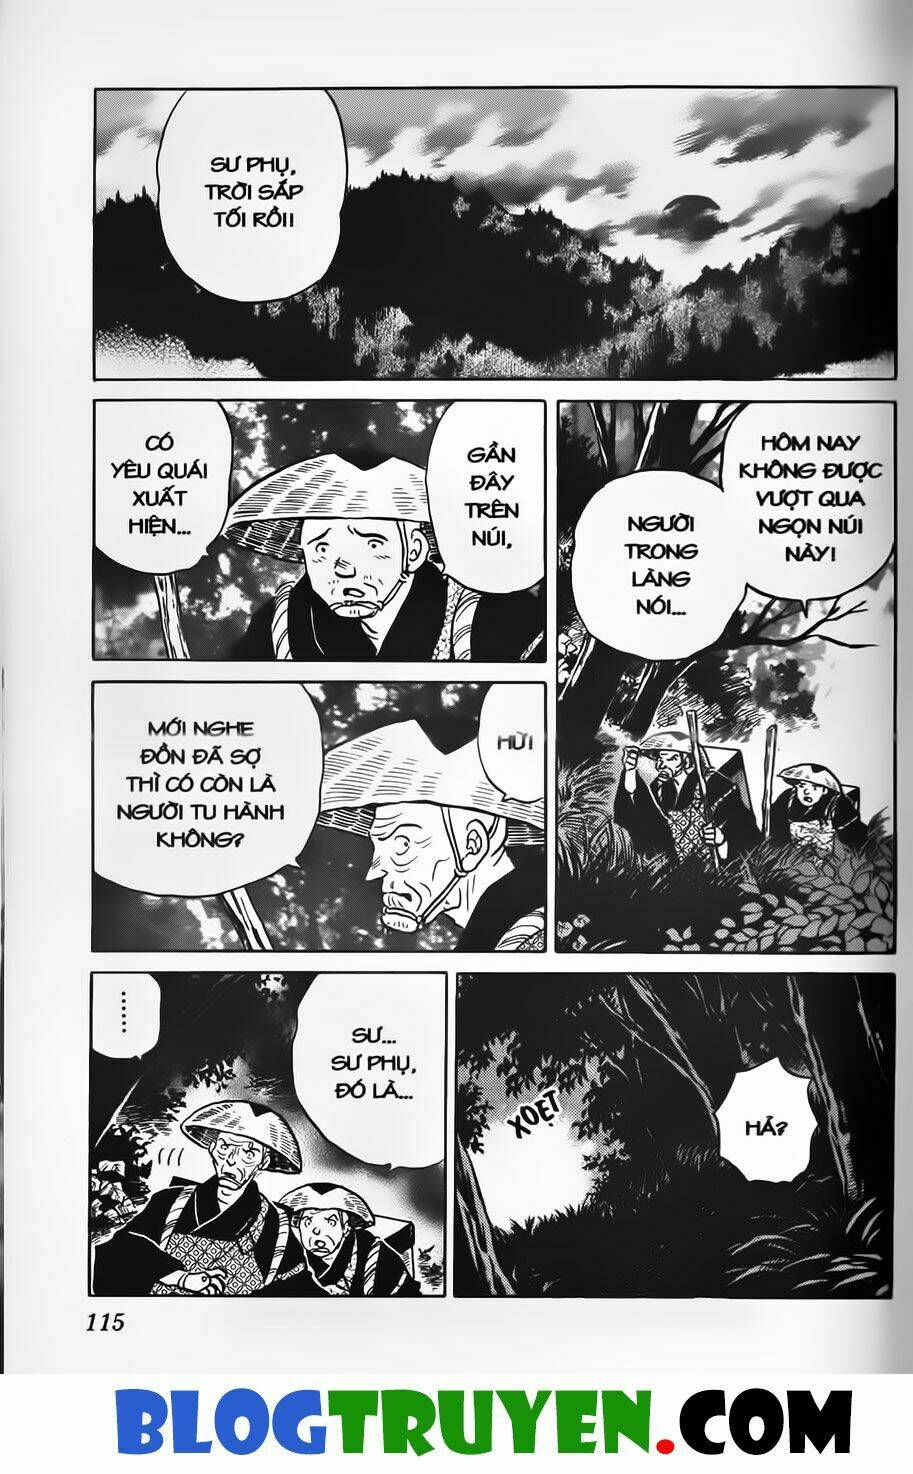 SƯ PHỤ,
TRỜI SẮP
TỐI RỒI!
HÔM NAY
KHÔNG ĐƯỢC
VƯỢT QUA
NGỌN NÚI
NÀY!
NGƯỜI
TRONG
LÀNG
NÓI...
GẦN
ĐÂY
TRÊN
NÚI,
CÓ
YÊU QUÁI
XUẤT
HIỆN...
HỪ!
MỚI NGHE
ĐỒN ĐÃ SỢ
THÌ CÓ CÒN LÀ
NGƯỜI TU HÀNH
KHÔNG?
HẢ?
XOẸT
SƯ...
SƯ PHỤ,
ĐÓ LÀ...
......
115
BLOGTRUYEN.COM